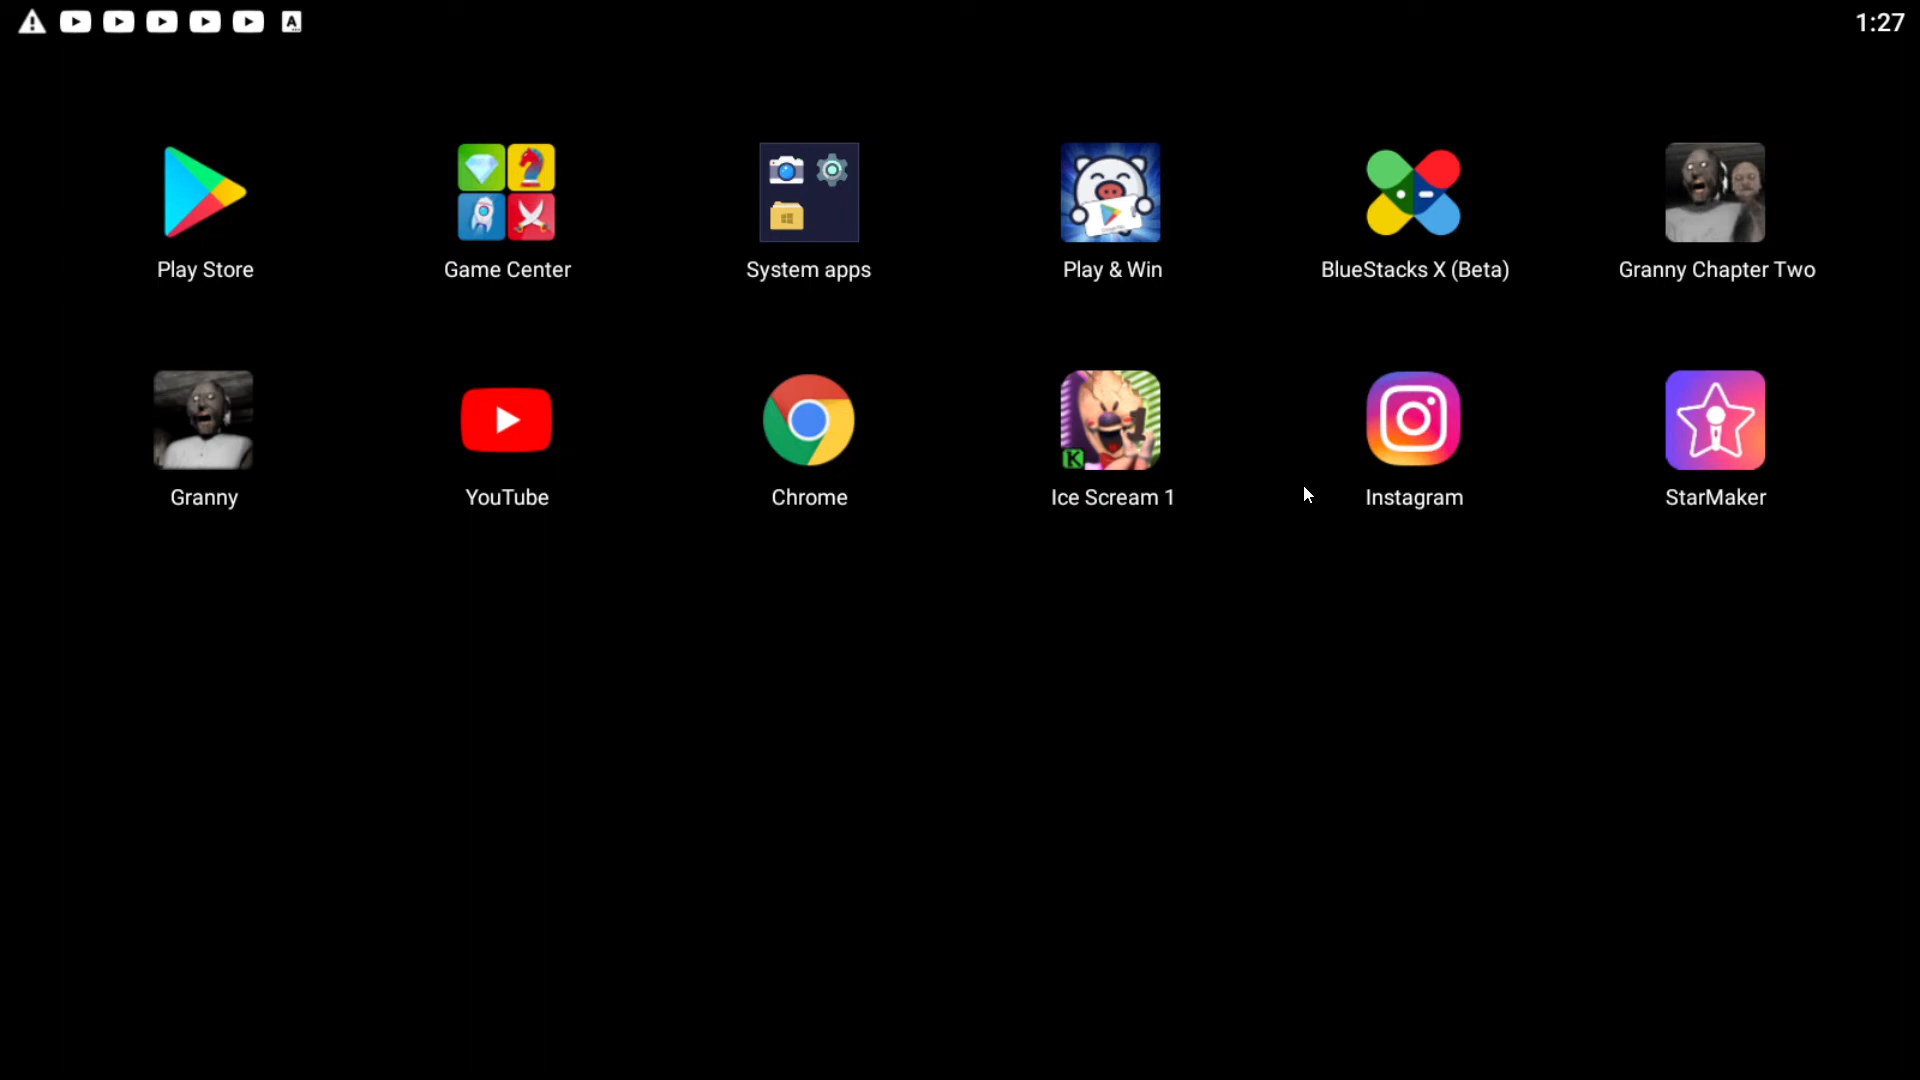 1:27
Play Store
Game Center
System apps
Play & Win
BlueStacks X (Beta)
Granny Chapter Two
Granny
YouTube
Chrome
Ice Scream 1
Instagram
StarMaker